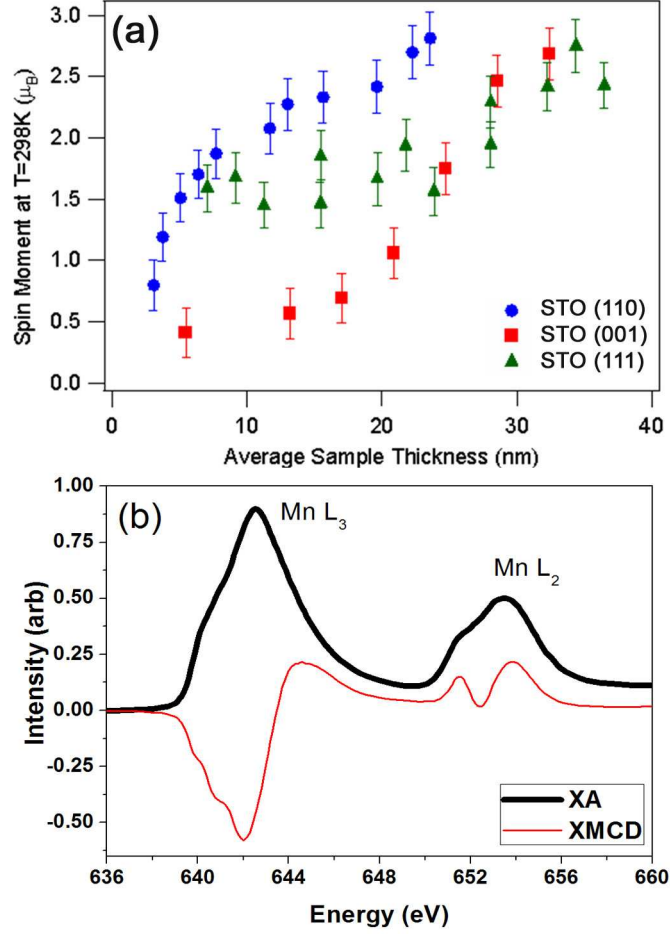 (a)
Spin Moment at T=298K (μB)
3.0
2.5
2.0
1.5
1.0
0.5
0.0
STO (110)
STO (001)
STO (111)
0 10 20 30 40
Average Sample Thickness (nm)
(b)
Mn L3
Mn L2
Intensity (arb)
1.00
0.75
0.50
0.25
0.00
-0.25
-0.50
XA
XMCD
636 640 644 648 652 656 660
Energy (eV)